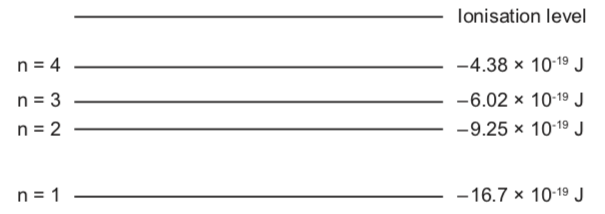 Ionisation level
n = 4 −4.38 × 10⁻¹⁹ J
n = 3 −6.02 × 10⁻¹⁹ J
n = 2 −9.25 × 10⁻¹⁹ J
n = 1 −16.7 × 10⁻¹⁹ J